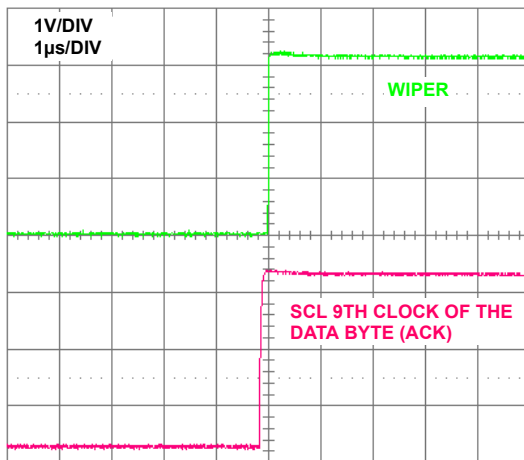 1V/DIV
1µs/DIV
WIPER
SCL 9TH CLOCK OF THE
DATA BYTE (ACK)